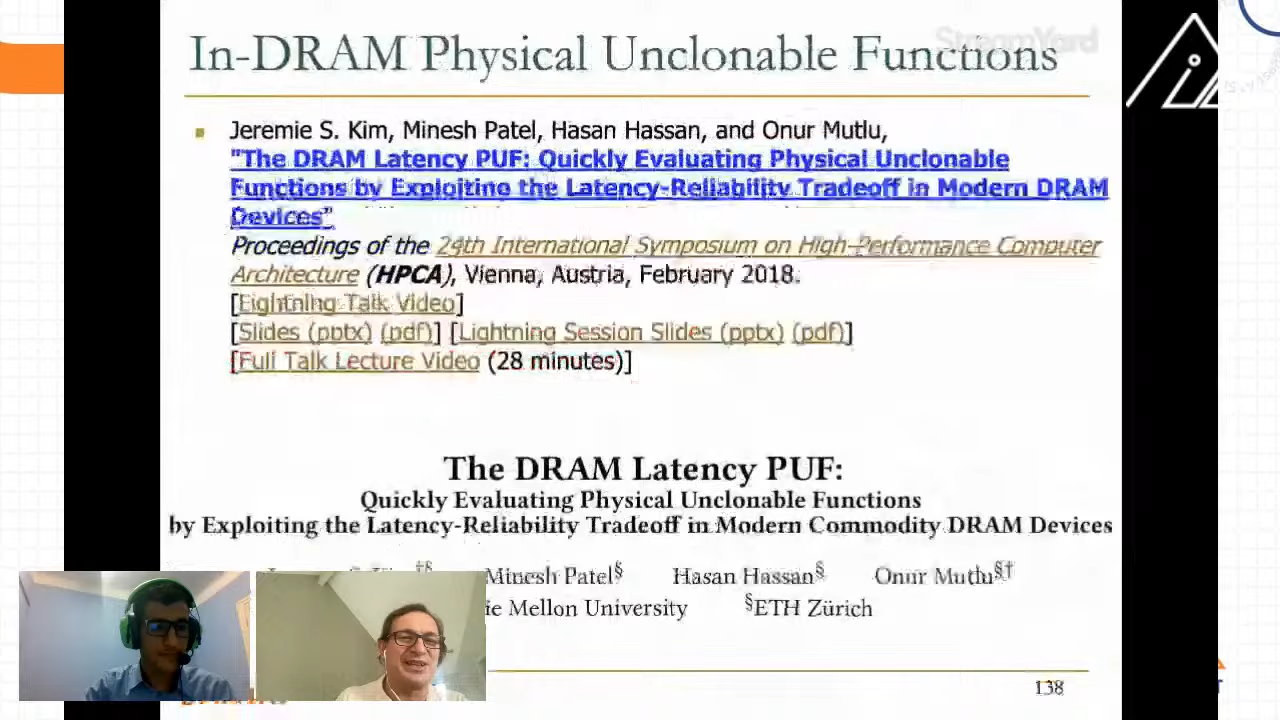 In-DRAM Physical Unclonable Functions
StreamYard
Jeremie S. Kim, Minesh Patel, Hasan Hassan, and Onur Mutlu,
"The DRAM Latency PUF: Quickly Evaluating Physical Unclonable
Functions by Exploiting the Latency-Reliability Tradeoff in Modern DRAM
Devices"
Proceedings of the 24th International Symposium on High-Performance Computer
Architecture (HPCA), Vienna, Austria, February 2018.
[Lightning Talk Video]
[Slides (pptx) (pdf)] [Lightning Session Slides (pptx) (pdf)]
[Full Talk Lecture Video (28 minutes)]
The DRAM Latency PUF:
Quickly Evaluating Physical Unclonable Functions
by Exploiting the Latency-Reliability Tradeoff in Modern Commodity DRAM Devices
Minesh Patel§ Hasan Hassan§ Onur Mutlu§†
Mellon University §ETH Zürich
138